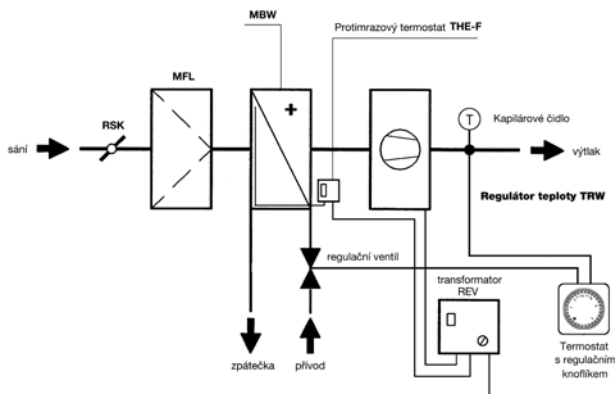 MBW
Protimrazový termostat THE-F
MFL
RSK
+
T
Kapilárové čidlo
sání
výtlak
Regulátor teploty TRW
regulační ventil
transformator
REV
Termostat
s regulačním
knoflíkem
zpátečka
přívod